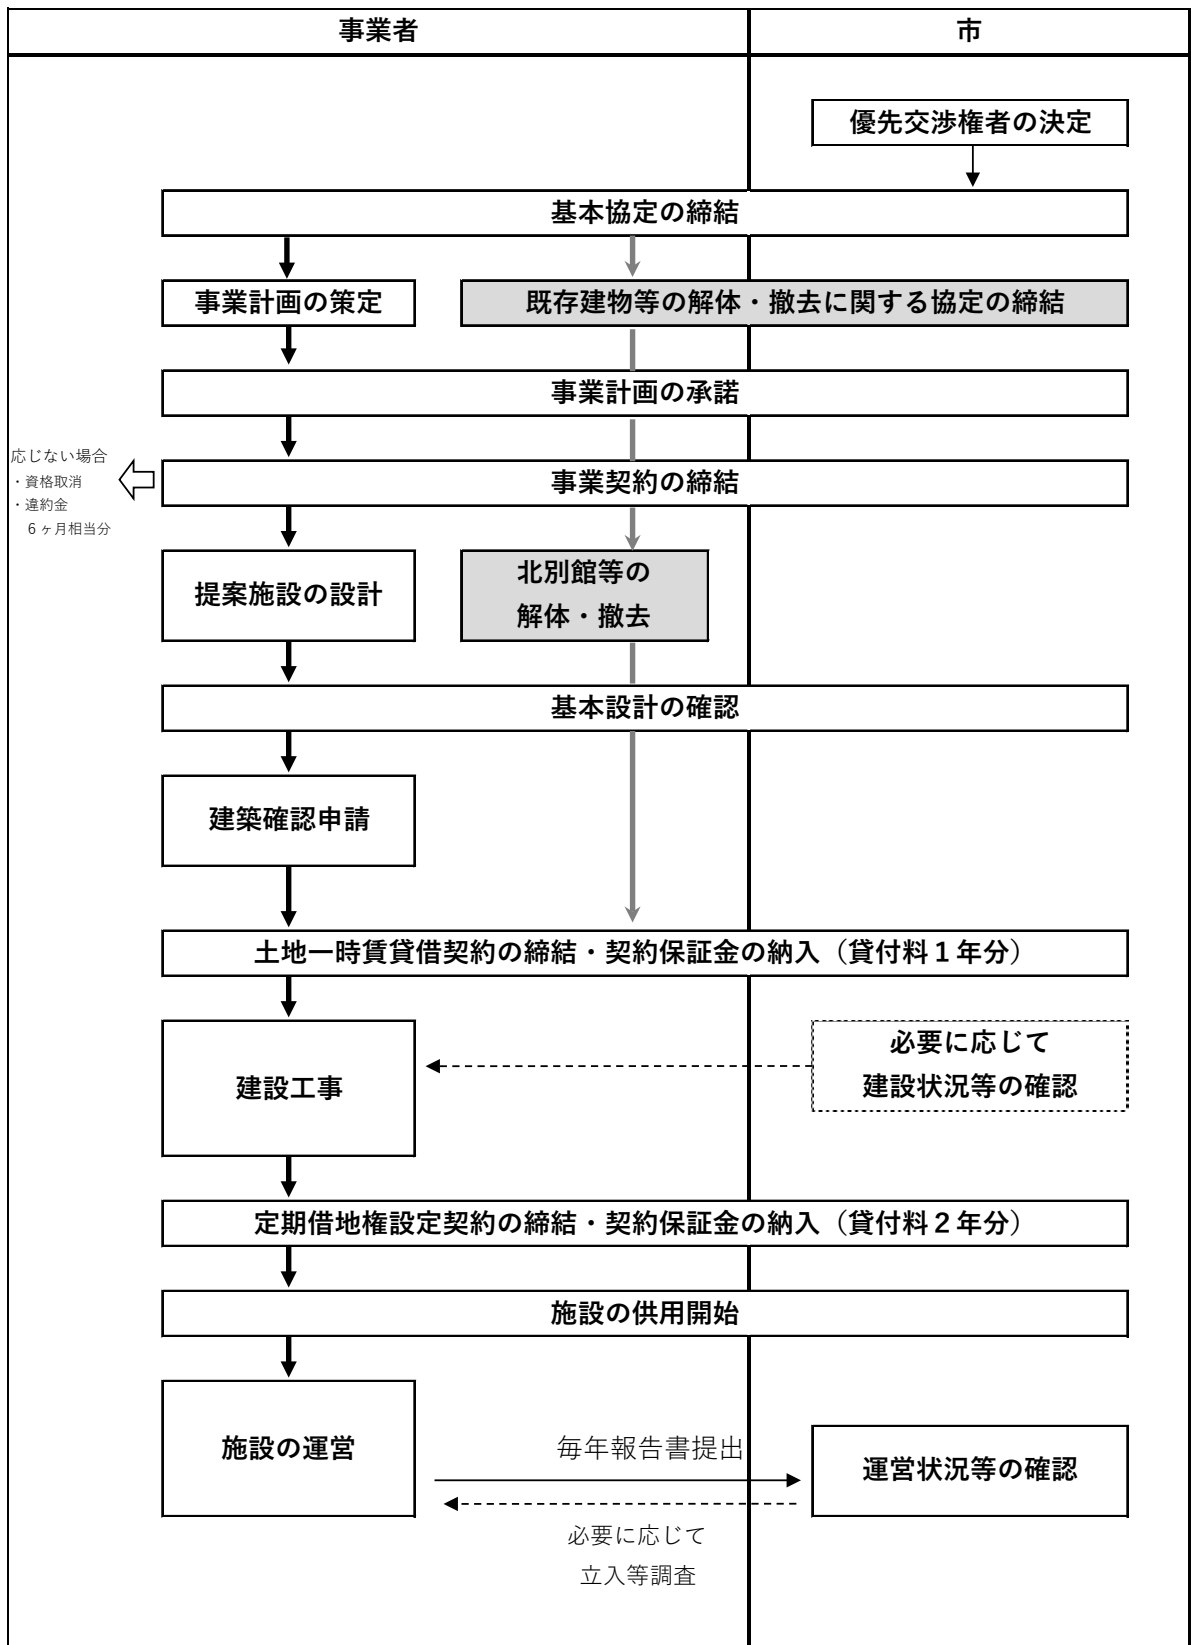 事業者
市
優先交渉権者の決定
基本協定の締結
事業計画の策定
既存建物等の解体・撤去に関する協定の締結
事業計画の承諾
応じない場合
・資格取消
・違約金
６ヶ月相当分
事業契約の締結
提案施設の設計
北別館等の
解体・撤去
基本設計の確認
建築確認申請
土地一時賃貸借契約の締結・契約保証金の納入（貸付料１年分）
建設工事
必要に応じて
建設状況等の確認
定期借地権設定契約の締結・契約保証金の納入（貸付料２年分）
施設の供用開始
施設の運営
毎年報告書提出
運営状況等の確認
必要に応じて
立入等調査